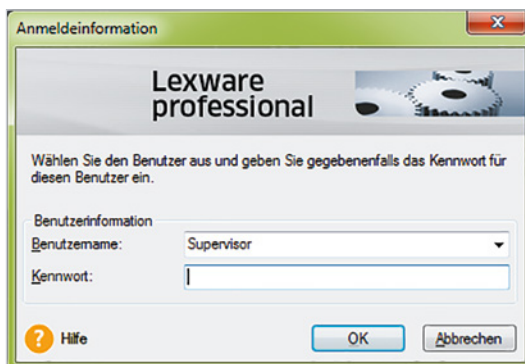 Anmeldeinformation
Lexware
professional
Wählen Sie den Benutzer aus und geben Sie gegebenenfalls das Kennwort für
diesen Benutzer ein.
Benutzerinformation
Benutzername: Supervisor
Kennwort:
? Hilfe OK Abbrechen